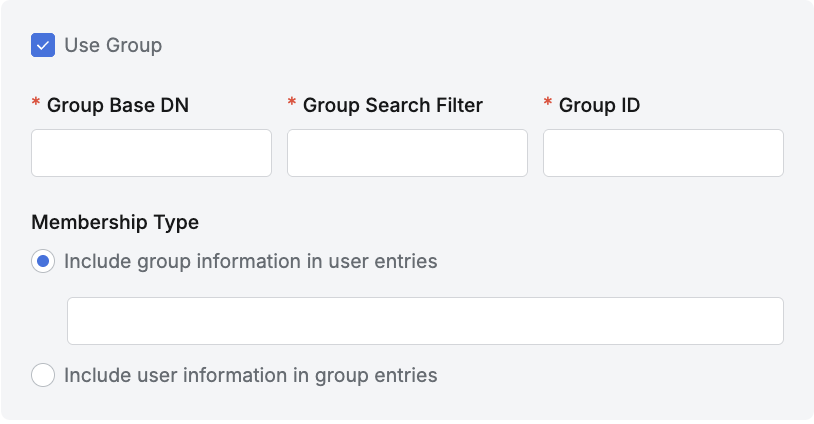 Use Group
* Group Base DN
* Group Search Filter
* Group ID
Membership Type
Include group information in user entries
Include user information in group entries